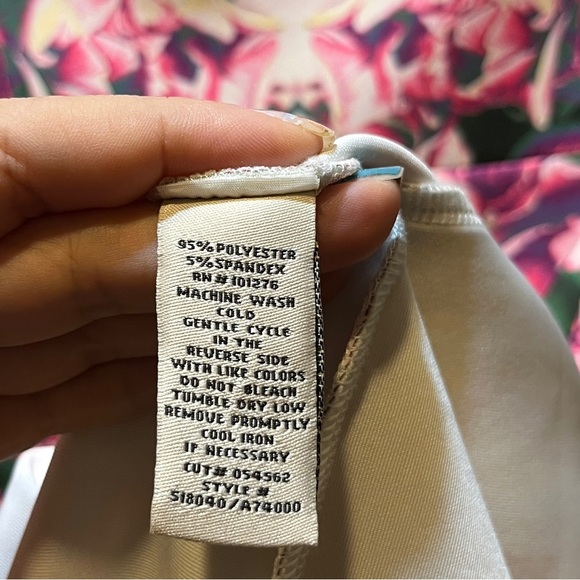 95% POLYESTER
5% SPANDEX
RN# 101276
MACHINE WASH
COLD
GENTLE CYCLE
IN THE
REVERSE SIDE
WITH LIKE COLORS
DO NOT BLEACH
TUMBLE DRY LOW
REMOVE PROMPTLY
COOL IRON
IF NECESSARY
CUT# 054562
STYLE #
S18040/A74000